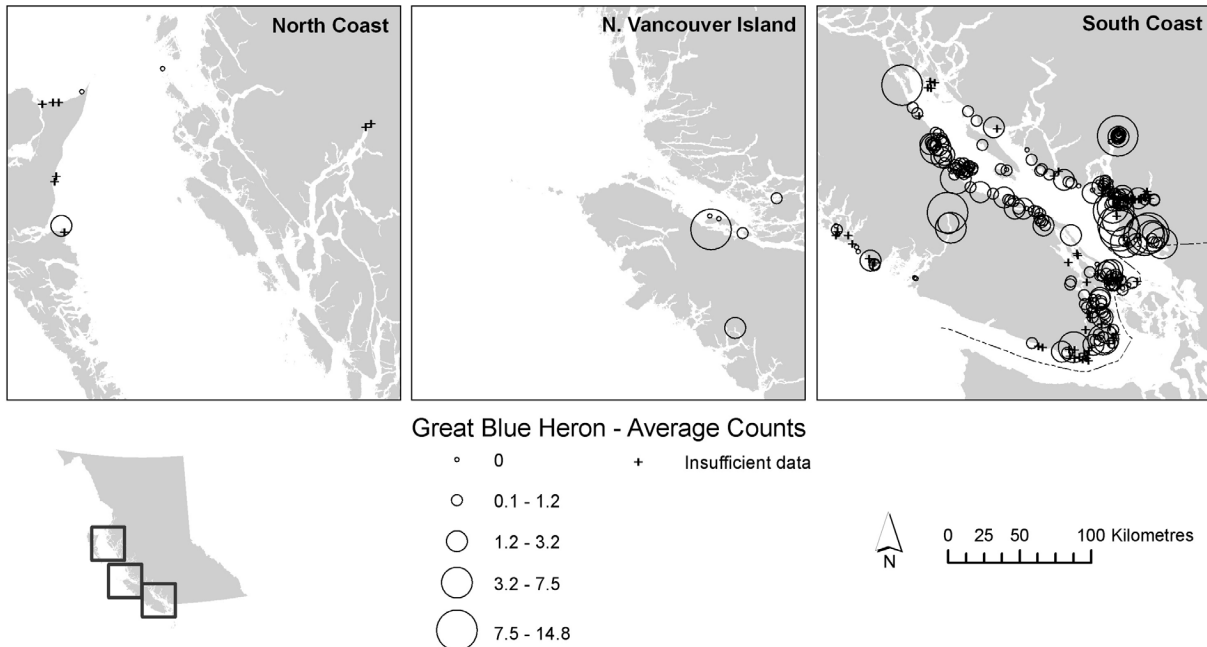 North Coast
N. Vancouver Island
South Coast
Great Blue Heron - Average Counts
0
Insufficient data
0.1 - 1.2
1.2 - 3.2
3.2 - 7.5
7.5 - 14.8
N
0 25 50 100 Kilometres